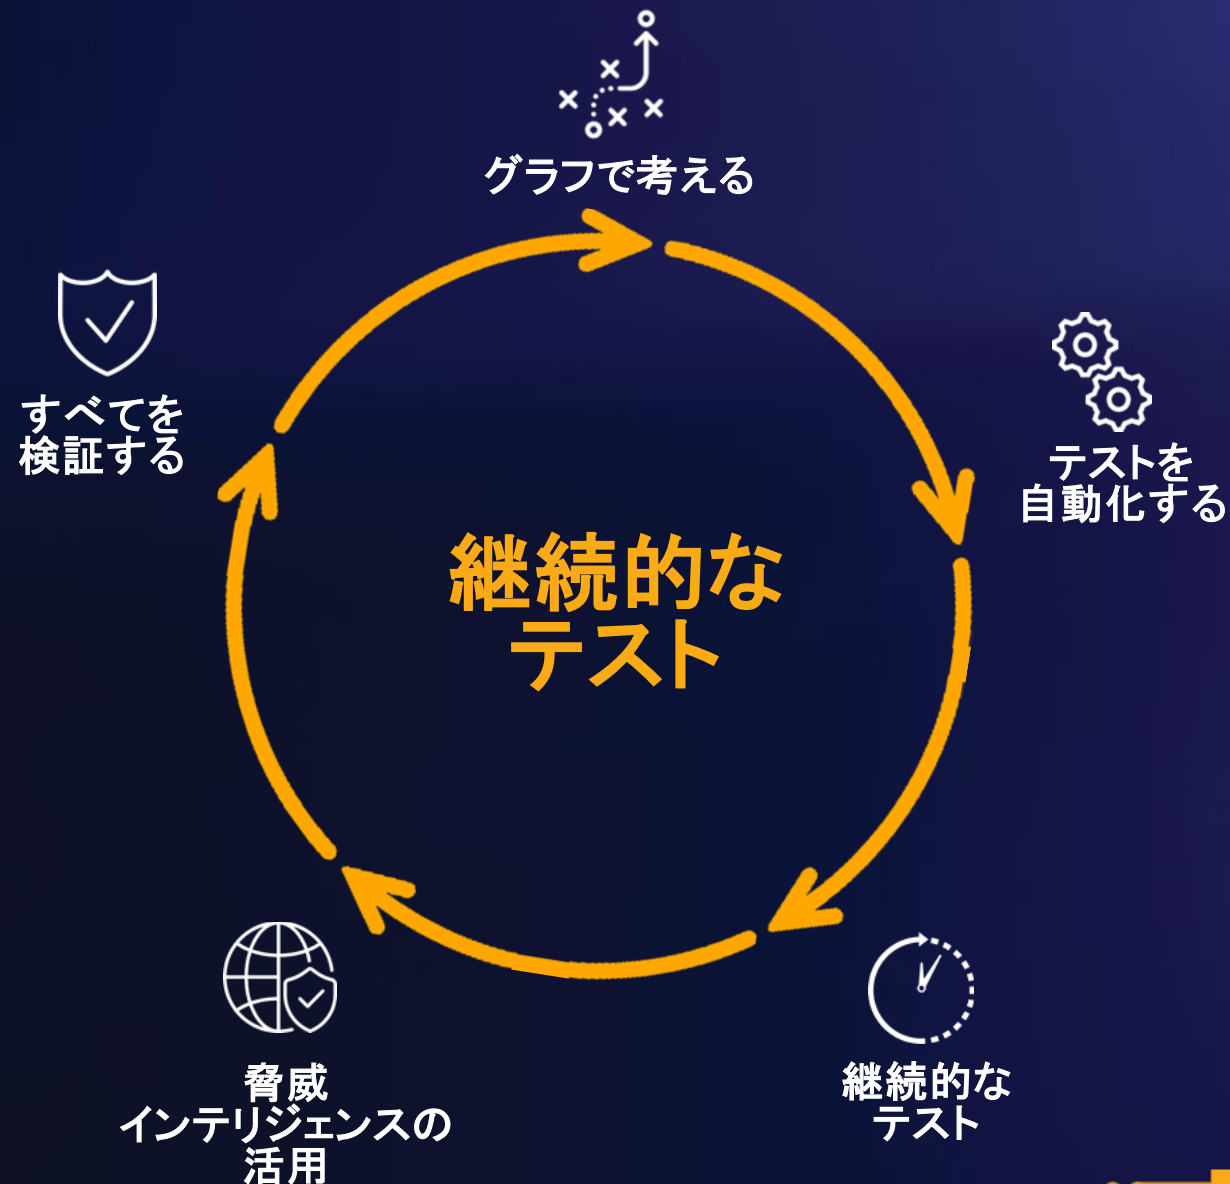 グラフで考える
すべてを
検証する
テストを
自動化する
継続的な
テスト
脅威
インテリジェンスの
活用
継続的な
テスト